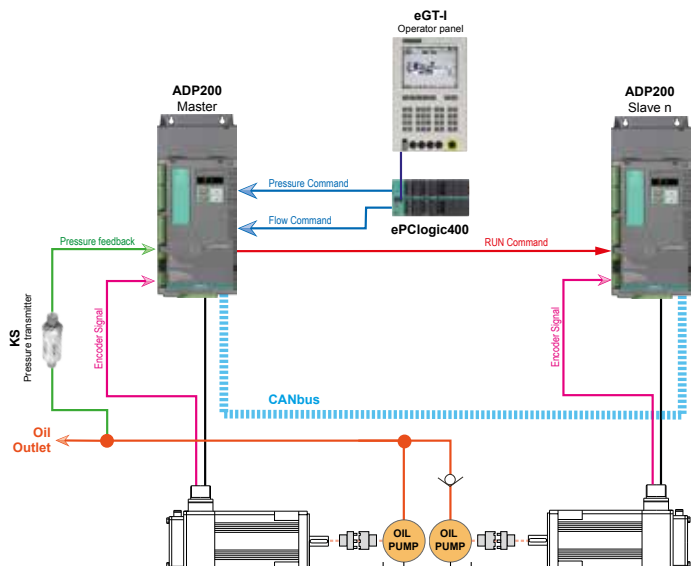 eGT-I
Operator panel
ADP200
Master
ADP200
Slave n
Pressure Command
Flow Command
ePClogic400
Pressure feedback
RUN Command
KS
Pressure transmitter
Encoder Signal
Encoder Signal
CANbus
Oil
Outlet
OIL
PUMP
OIL
PUMP